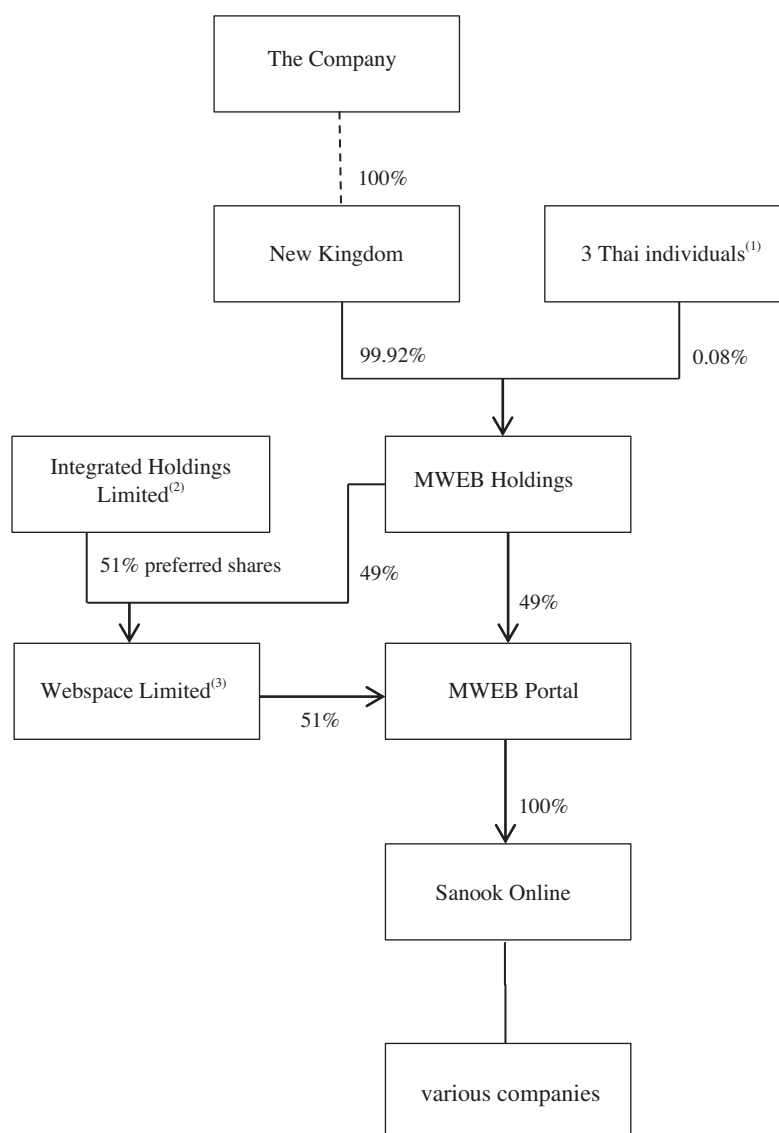 The Company
100%
New Kingdom
3 Thai individuals(1)
99.92%
0.08%
Integrated Holdings
Limited(2)
MWEB Holdings
51% preferred shares
49%
49%
Webspace Limited(3)
MWEB Portal
51%
100%
Sanook Online
various companies